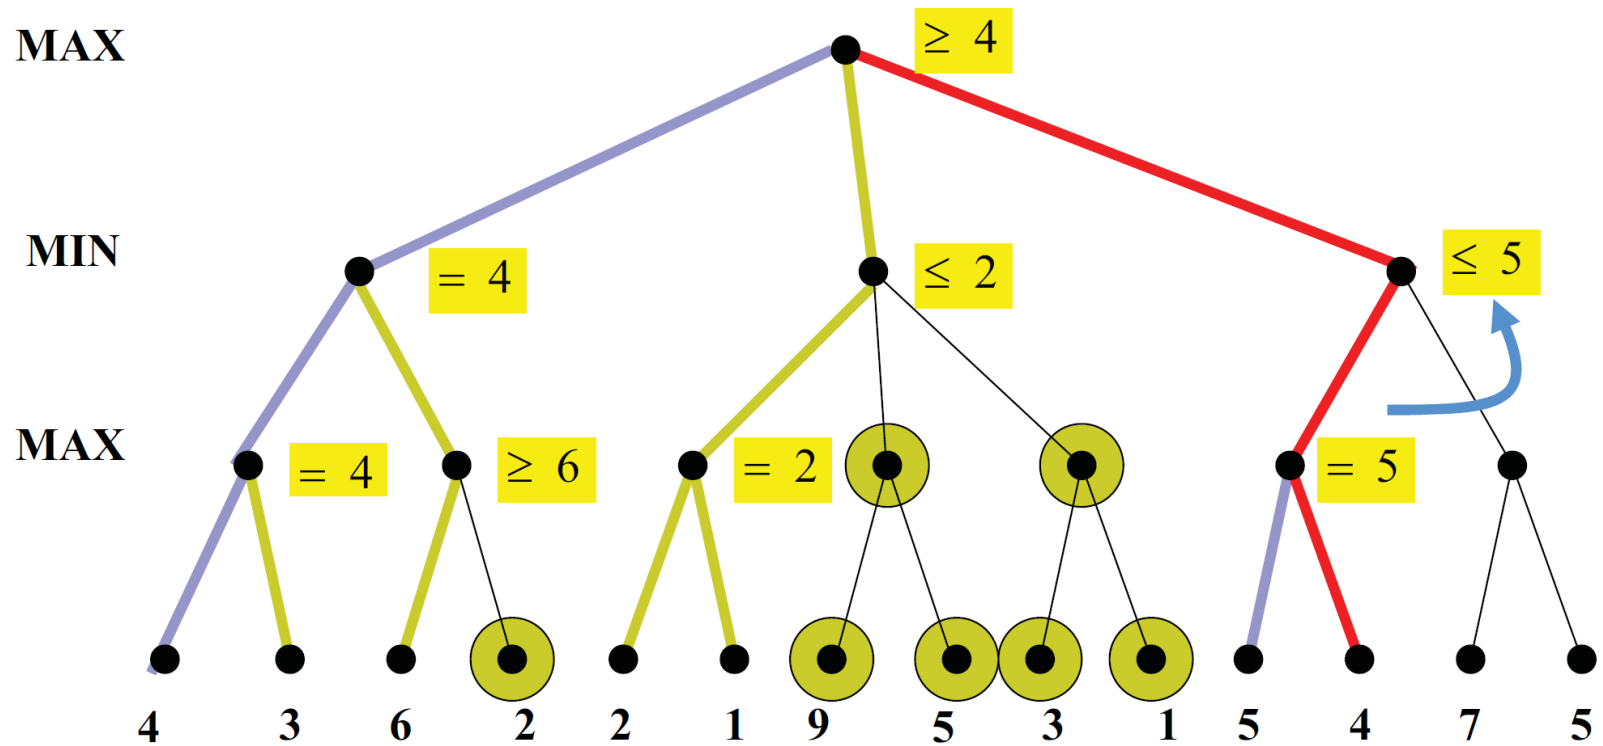 MAX ≥ 4
MIN = 4 ≤ 2 ≤ 5
MAX = 4 ≥ 6 = 2 = 5
4 3 6 2 2 1 9 5 3 1 5 4 7 5